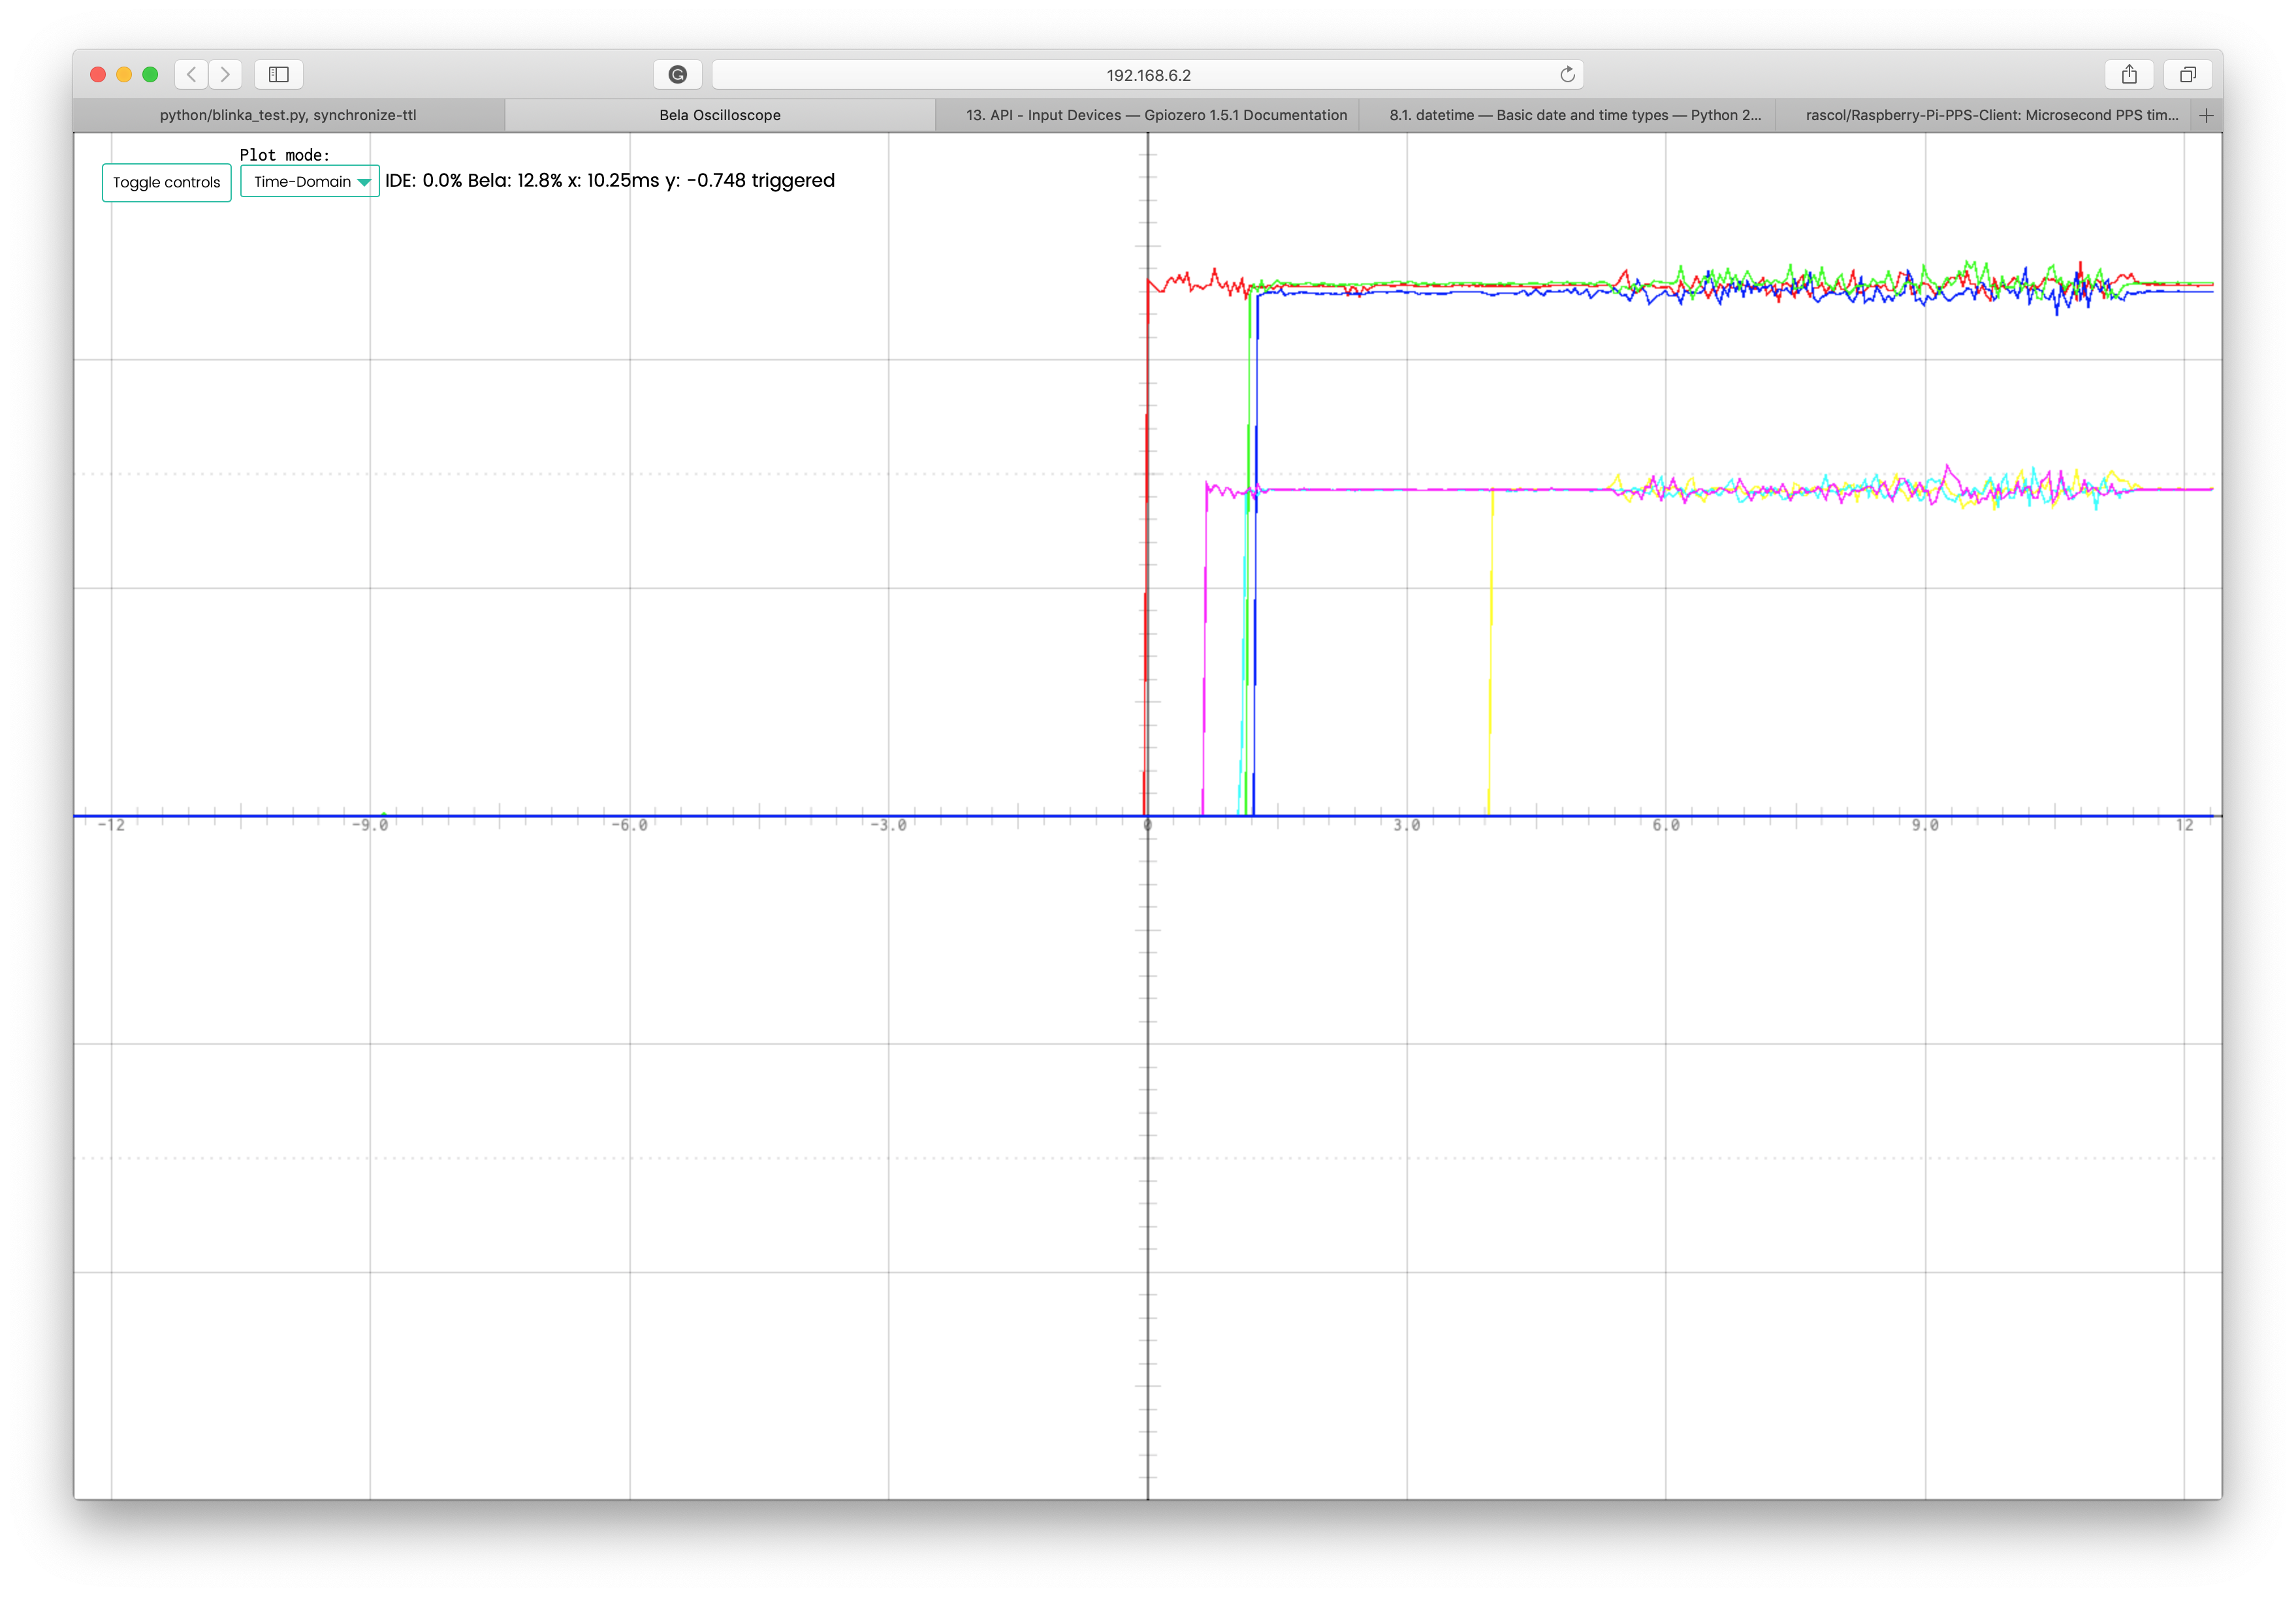 192.168.6.2
python/blinka_test.py, synchronize-ttl
Bela Oscilloscope
13. API - Input Devices — Gpiozero 1.5.1 Documentation
8.1. datetime — Basic date and time types — Python 2...
rascol/Raspberry-Pi-PPS-Client: Microsecond PPS tim...
Plot mode:
Toggle controls
Time-Domain
IDE: 0.0% Bela: 12.8% x: 10.25ms y: -0.748 triggered
-12 -9.0 -6.0 -3.0 0 3.0 6.0 9.0 12